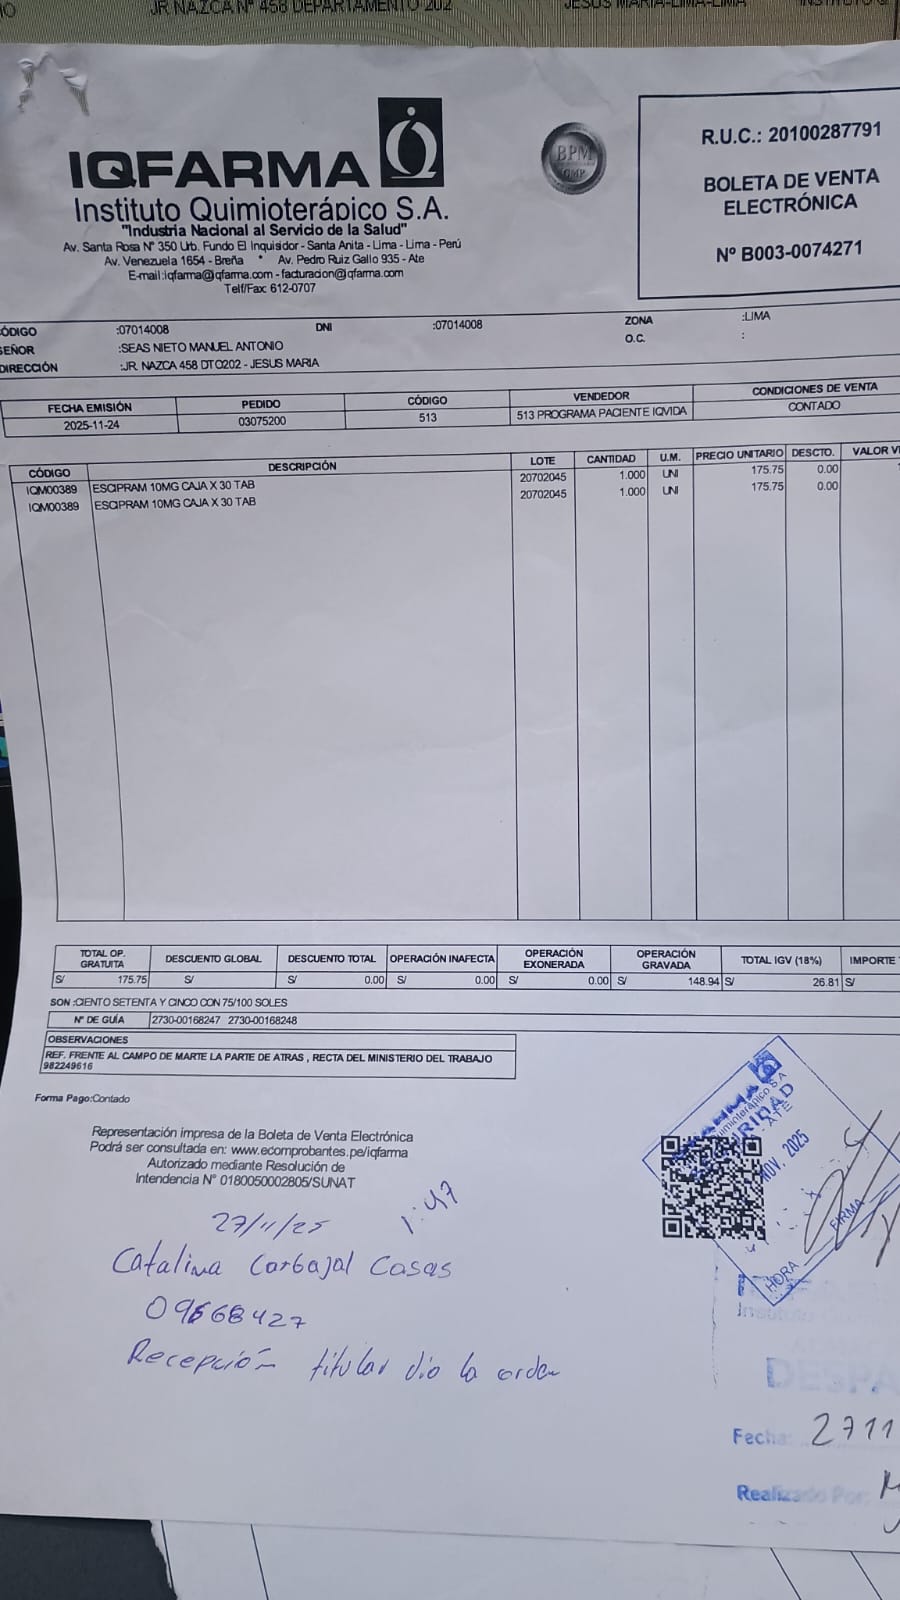 JR NAZCA N° 458 DEPARTAMENTO 202 JESUS MARIA-LIMA-LIMA
IQFARMA
Instituto Quimioterápico S.A.
"Industria Nacional al Servicio de la Salud"
Av. Santa Rosa N° 350 Urb. Fundo El Inquisidor - Santa Anita - Lima - Lima - Perú
Av. Venezuela 1654 - Breña * Av. Pedro Ruiz Gallo 935 - Ate
E-mail:iqfarma@iqfarma.com - facturacion@iqfarma.com
Telf/Fax: 612-0707
BPM
GMP
R.U.C.: 20100287791
BOLETA DE VENTA
ELECTRÓNICA
Nº B003-0074271
ÓDIGO :07014008 DNI :07014008 ZONA :LIMA
SEÑOR :SEAS NIETO MANUEL ANTONIO O.C. :
DIRECCIÓN :JR. NAZCA 458 DTO202 - JESUS MARIA
FECHA EMISIÓN PEDIDO CÓDIGO VENDEDOR CONDICIONES DE VENTA
2025-11-24 03075200 513 513 PROGRAMA PACIENTE IQVIDA CONTADO
CÓDIGO DESCRIPCIÓN LOTE CANTIDAD U.M. PRECIO UNITARIO DESCTO. VALOR V
IQM00389 ESCIPRAM 10MG CAJA X 30 TAB 20702045 1.000 UNI 175.75 0.00
IQM00389 ESCIPRAM 10MG CAJA X 30 TAB 20702045 1.000 UNI 175.75 0.00
TOTAL OP. GRATUITA DESCUENTO GLOBAL DESCUENTO TOTAL OPERACIÓN INAFECTA OPERACIÓN EXONERADA OPERACIÓN GRAVADA TOTAL IGV (18%) IMPORTE
S/ 175.75 S/ S/ 0.00 S/ 0.00 S/ 0.00 S/ 148.94 S/ 26.81 S/
SON :CIENTO SETENTA Y CINCO CON 75/100 SOLES
N° DE GUÍA 2730-00168247 2730-00168248
OBSERVACIONES
REF. FRENTE AL CAMPO DE MARTE LA PARTE DE ATRAS , RECTA DEL MINISTERIO DEL TRABAJO
982249616
Forma Pago:Contado
Representación impresa de la Boleta de Venta Electrónica
Podrá ser consultada en: www.ecomprobantes.pe/iqfarma
Autorizado mediante Resolución de
Intendencia N° 0180050002805/SUNAT
27/11/25 1:47
Catalina Carbajal Casas
09668427
Recepción titular dio la orden
NOV. 2025
HORA FIRMA
Fecha: 2711
Realizado Por: